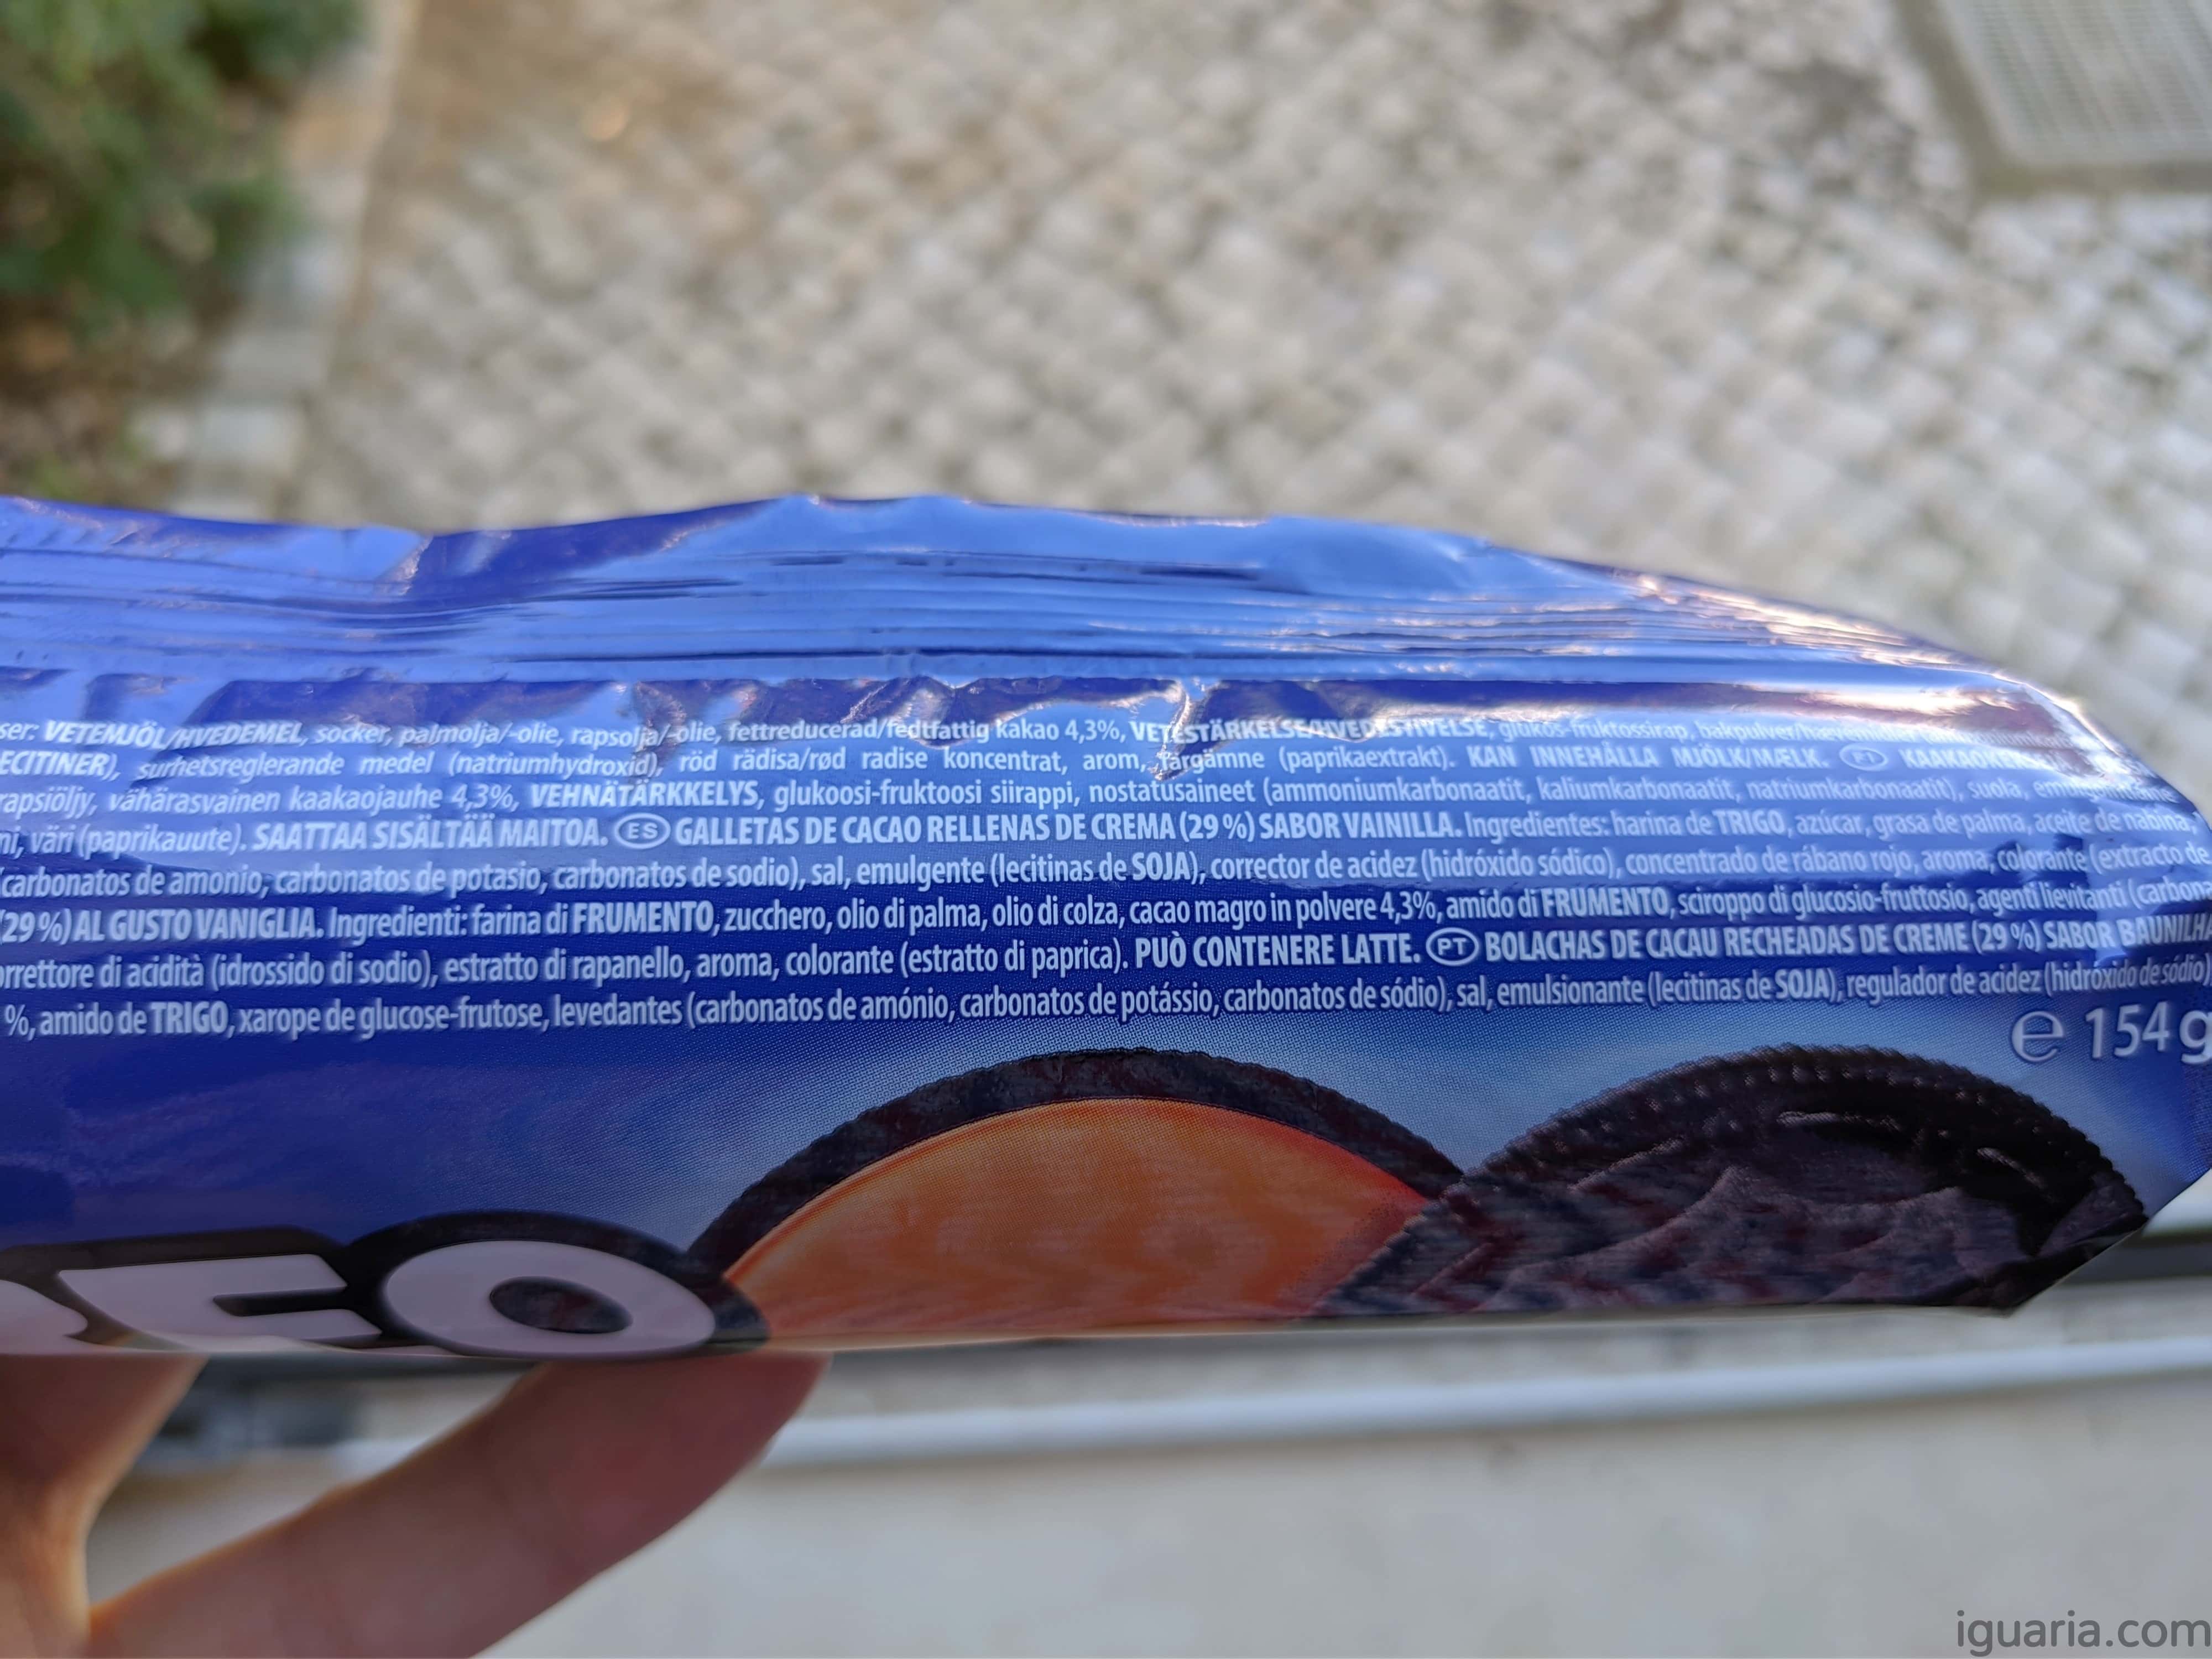 ser: VETEMJÖL/HVEDEMEL, socker, palmolja/-olie, rapsolja/-olie, fettreducerad/fedtfattig kakao 4,3%, VETESTÄRKELSE/HVEDESTIVELSE, glukos-fruktossirap, bakpulver/
ECITINER), surhetsreglerande medel (natriumhydroxid), röd rädisa/rød radise koncentrat, arom, färgämne (paprikaextrakt). KAN INNEHÅLLA MJÖLK/MÆLK. FI
rapsiöljy, vähärasvainen kaakaojauhe 4,3%, VEHNÄTÄRKKELYS, glukoosi-fruktoosi siirappi, nostatusaineet (ammoniumkarbonaatit, kaliumkarbonaatit, natriumkarbonaatit), suola,
ni, väri (paprikauute). SAATTAA SISÄLTÄÄ MAITOA. ES GALLETAS DE CACAO RELLENAS DE CREMA (29 %) SABOR VAINILLA. Ingredientes: harina de TRIGO, azúcar, grasa de palma, aceite de nabina,
(carbonatos de amonio, carbonatos de potasio, carbonatos de sodio), sal, emulgente (lecitinas de SOJA), corrector de acidez (hidróxido sódico), concentrado de rábano rojo, aroma, colorante (extracto de
(29 %) AL GUSTO VANIGLIA. Ingredienti: farina di FRUMENTO, zucchero, olio di palma, olio di colza, cacao magro in polvere 4,3%, amido di FRUMENTO, sciroppo di glucosio-fruttosio, agenti lievitanti (carbon
orrettore di acidità (idrossido di sodio), estratto di rapanello, aroma, colorante (estratto di paprica). PUÒ CONTENERE LATTE. PT BOLACHAS DE CACAU RECHEADAS DE CREME (29 %) SABOR BAUNILH
%, amido de TRIGO, xarope de glucose-frutose, levedantes (carbonatos de amónio, carbonatos de potássio, carbonatos de sódio), sal, emulsionante (lecitinas de SOJA), regulador de acidez (hidróxido de sódio)
e 154 g
REO
iguaria.com